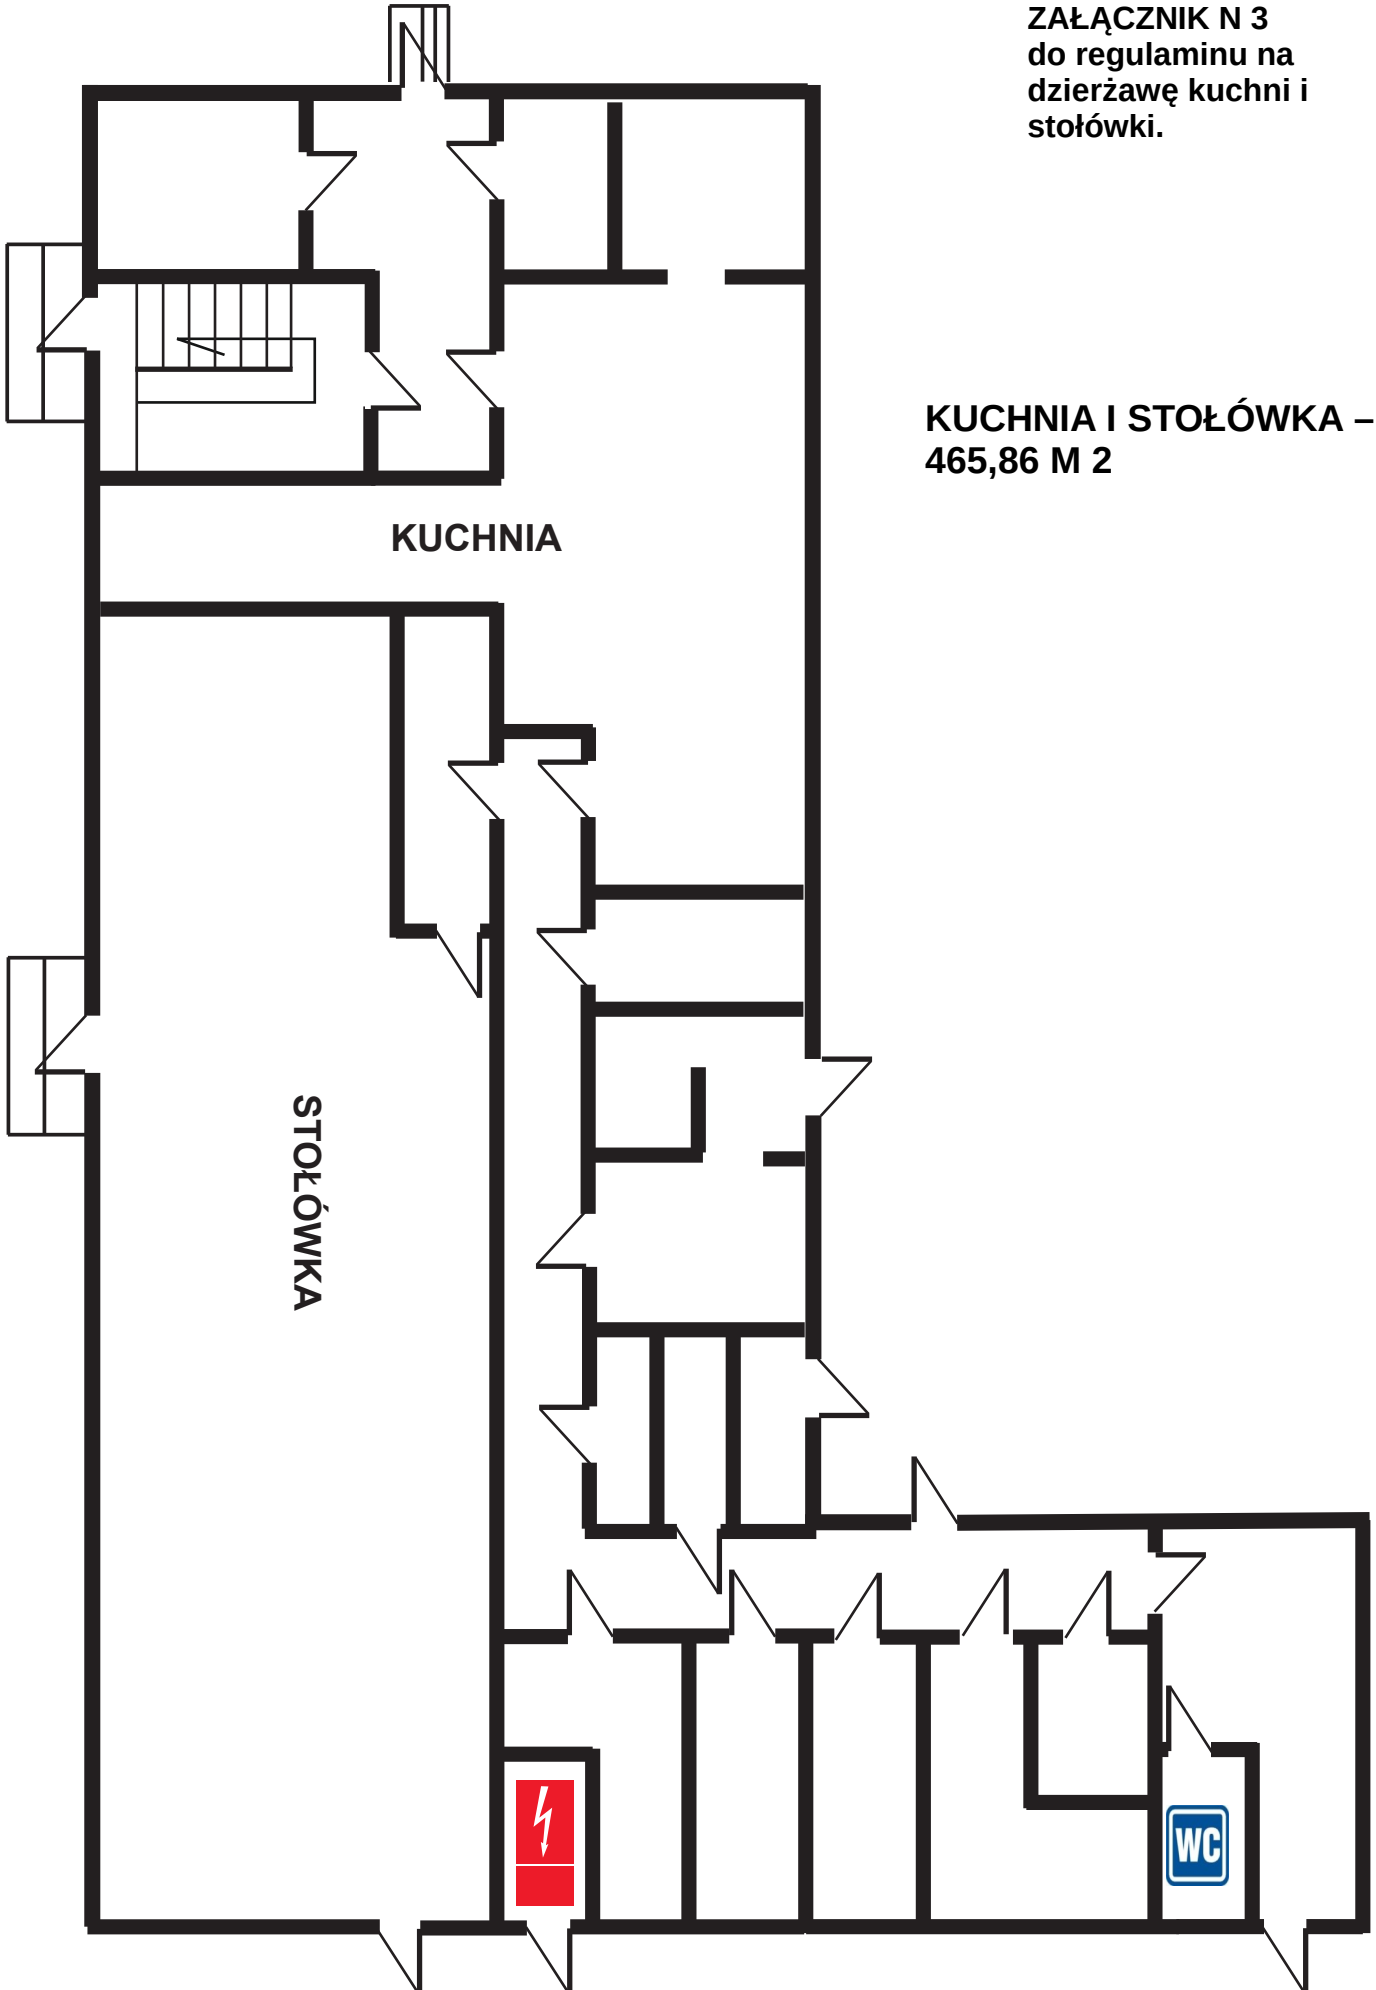 ZAŁĄCZNIK N 3
do regulaminu na
dzierżawę kuchni i
stołówki.
KUCHNIA I STOŁÓWKA –
465,86 M 2
KUCHNIA
STOŁÓWKA
WC